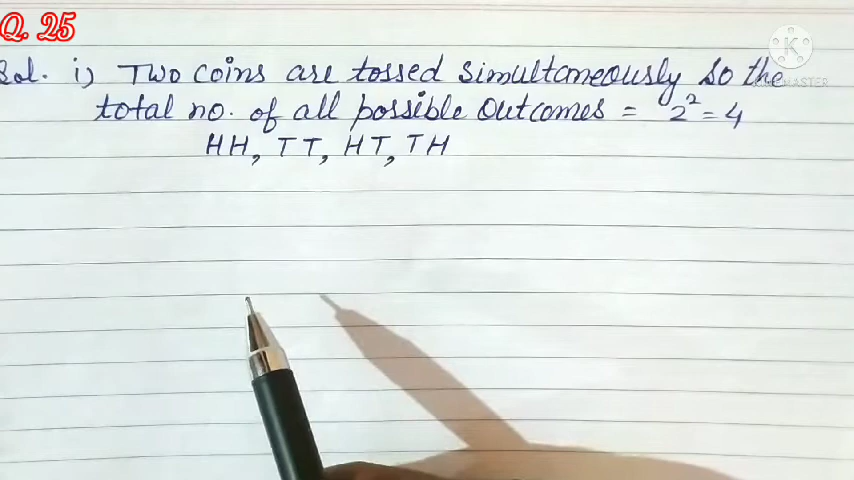 Q. 25
Sol. i) Two coins are tossed simultaneously so the
total no. of all possible outcomes = 2² = 4
HH, TT, HT, TH
K